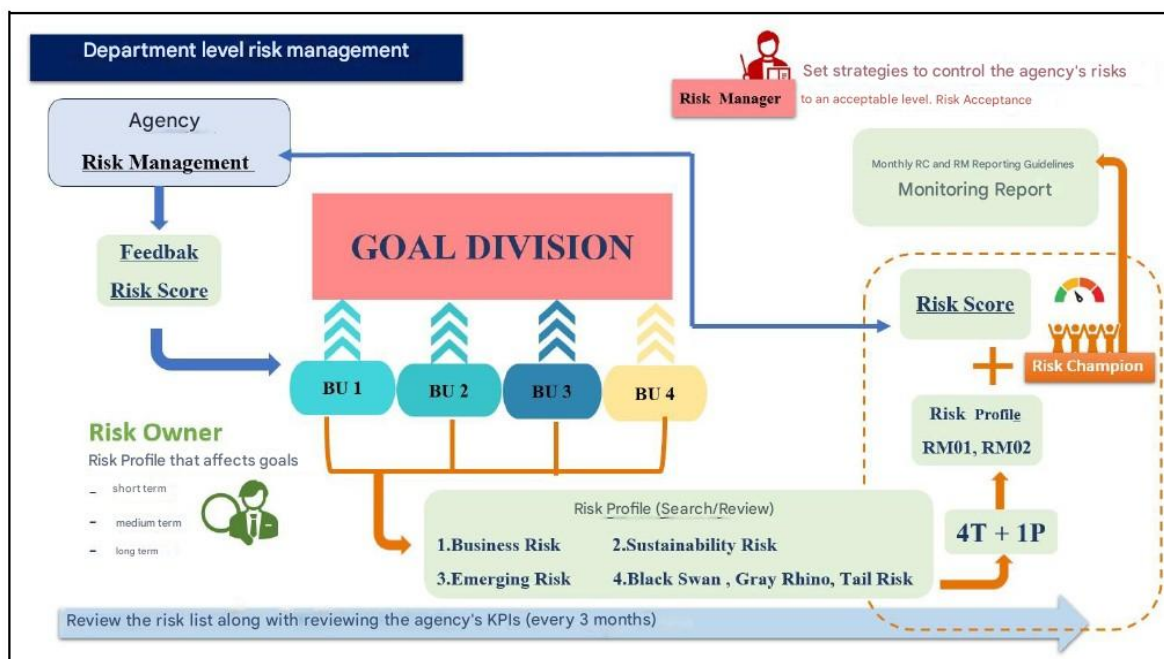 Department level risk management
Risk Manager
Set strategies to control the agency's risks
to an acceptable level. Risk Acceptance
Agency
Risk Management
Monthly RC and RM Reporting Guidelines
Monitoring Report
GOAL DIVISION
Feedbak
Risk Score
Risk Score
Risk Champion
BU 1
BU 2
BU 3
BU 4
Risk Profile
RM01, RM02
Risk Owner
Risk Profile that affects goals
- short term
- medium term
- long term
Risk Profile (Search/Review)
1.Business Risk 2.Sustainability Risk
3.Emerging Risk 4.Black Swan , Gray Rhino, Tail Risk
4T + 1P
Review the risk list along with reviewing the agency's KPIs (every 3 months)